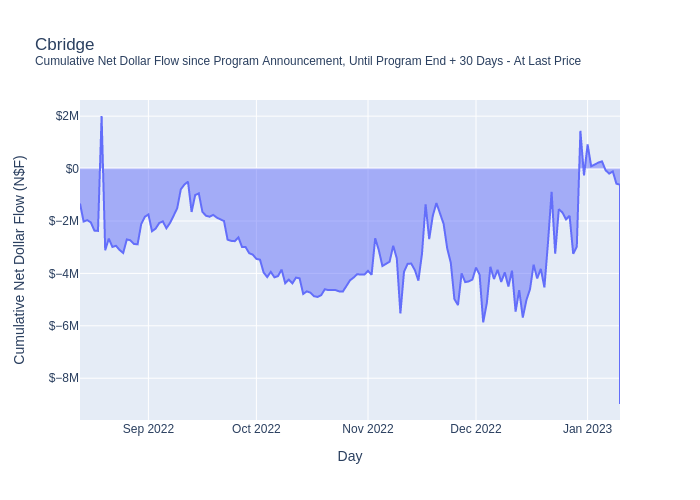 Cbridge
Cumulative Net Dollar Flow since Program Announcement, Until Program End + 30 Days - At Last Price
Cumulative Net Dollar Flow (N$F)
$2M
$0
$−2M
$−4M
$−6M
$−8M
Sep 2022
Oct 2022
Nov 2022
Dec 2022
Jan 2023
Day